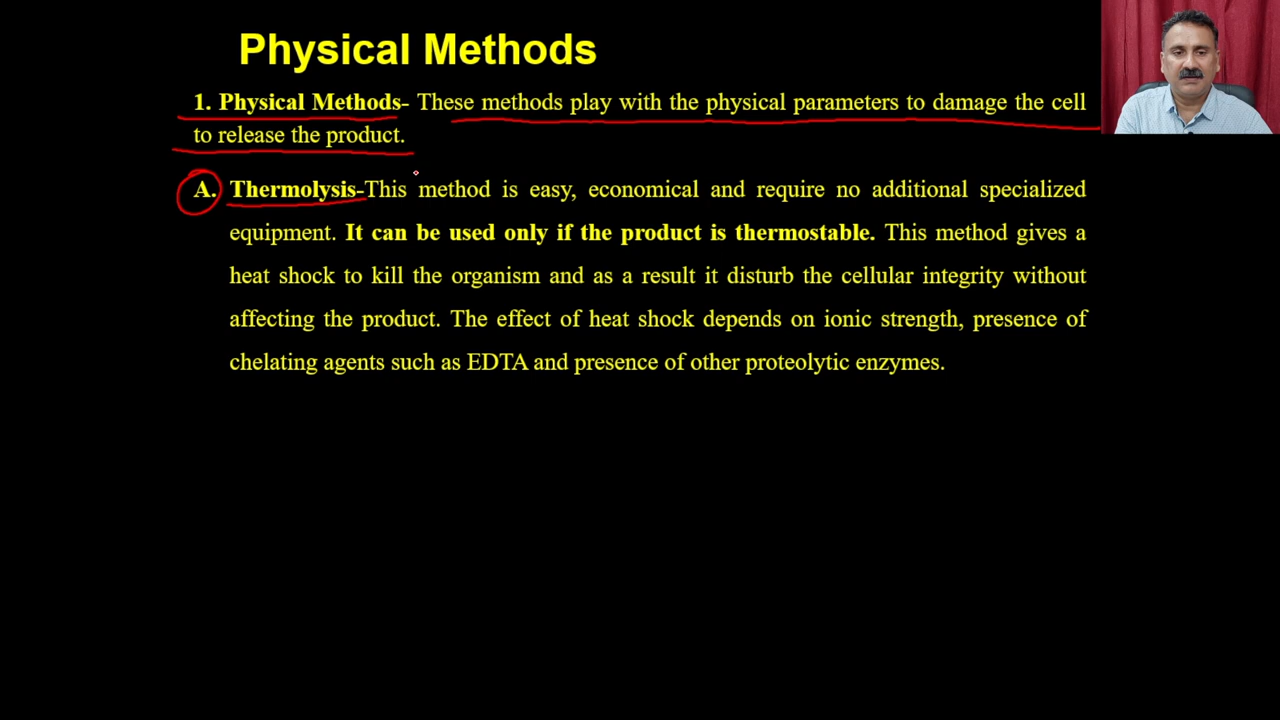 Physical Methods
1. Physical Methods- These methods play with the physical parameters to damage the cell
to release the product.
A. Thermolysis-This method is easy, economical and require no additional specialized
equipment. It can be used only if the product is thermostable. This method gives a
heat shock to kill the organism and as a result it disturb the cellular integrity without
affecting the product. The effect of heat shock depends on ionic strength, presence of
chelating agents such as EDTA and presence of other proteolytic enzymes.